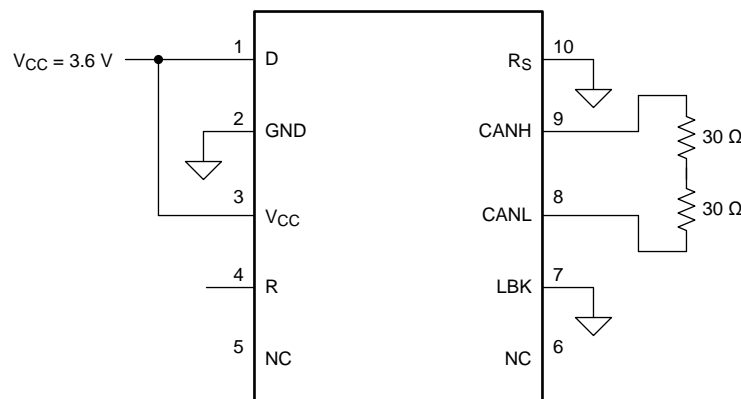 V_CC = 3.6 V
1 D
2 GND
3 V_CC
4 R
5 NC
R_S 10
CANH 9
CANL 8
LBK 7
NC 6
30 Ω
30 Ω